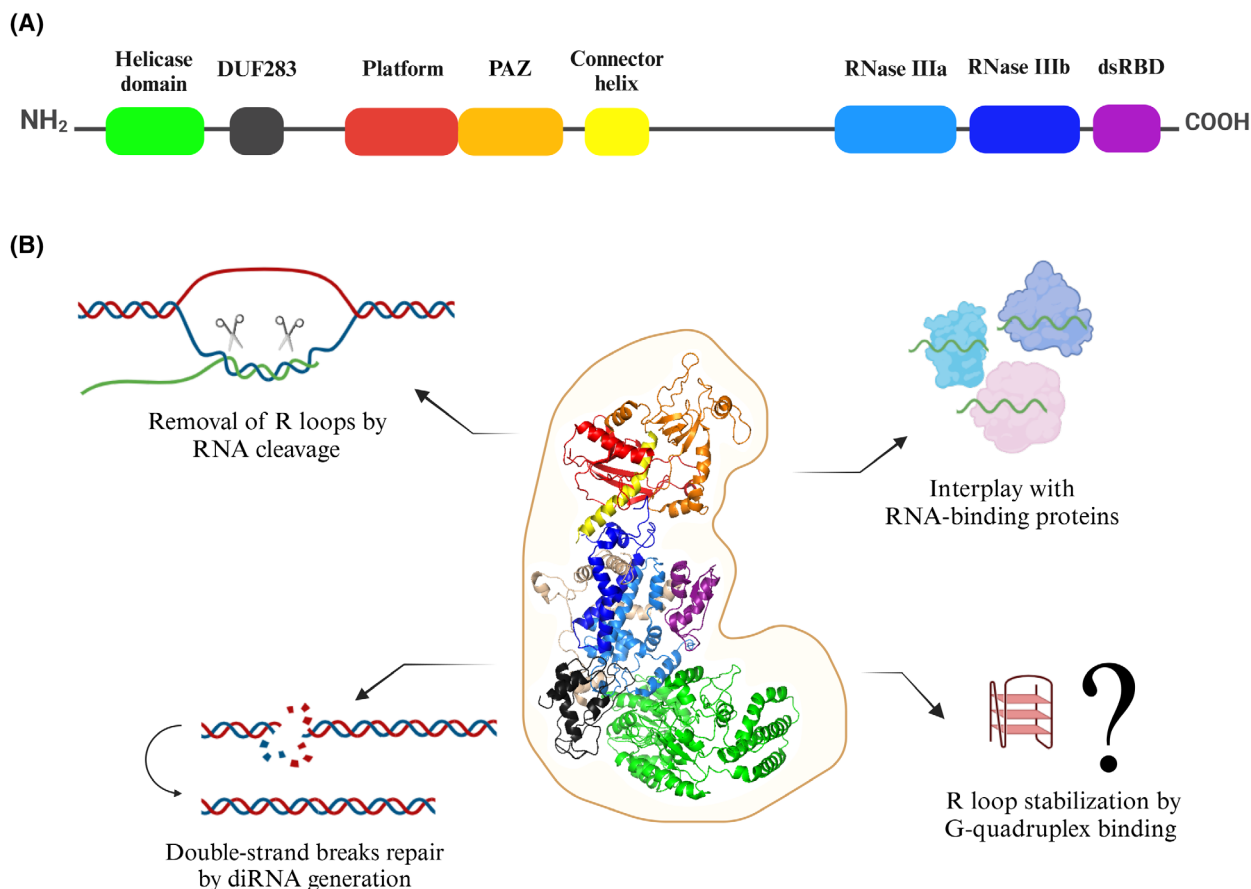 (A)
Helicase
domain
DUF283
Platform
PAZ
Connector
helix
RNase IIIa
RNase IIIb
dsRBD
NH₂
COOH
(B)
Removal of R loops by
RNA cleavage
Interplay with
RNA-binding proteins
Double-strand breaks repair
by diRNA generation
?
R loop stabilization by
G-quadruplex binding